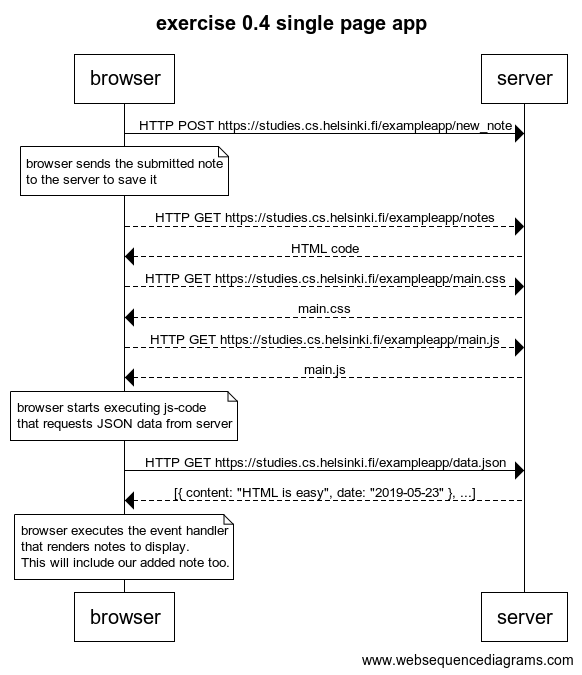 exercise 0.4 single page app
browser
server
HTTP POST https://studies.cs.helsinki.fi/exampleapp/new_note
browser sends the submitted note
to the server to save it
HTTP GET https://studies.cs.helsinki.fi/exampleapp/notes
HTML code
HTTP GET https://studies.cs.helsinki.fi/exampleapp/main.css
main.css
HTTP GET https://studies.cs.helsinki.fi/exampleapp/main.js
main.js
browser starts executing js-code
that requests JSON data from server
HTTP GET https://studies.cs.helsinki.fi/exampleapp/data.json
[{ content: "HTML is easy", date: "2019-05-23" }, ...]
browser executes the event handler
that renders notes to display.
This will include our added note too.
browser
server
www.websequencediagrams.com